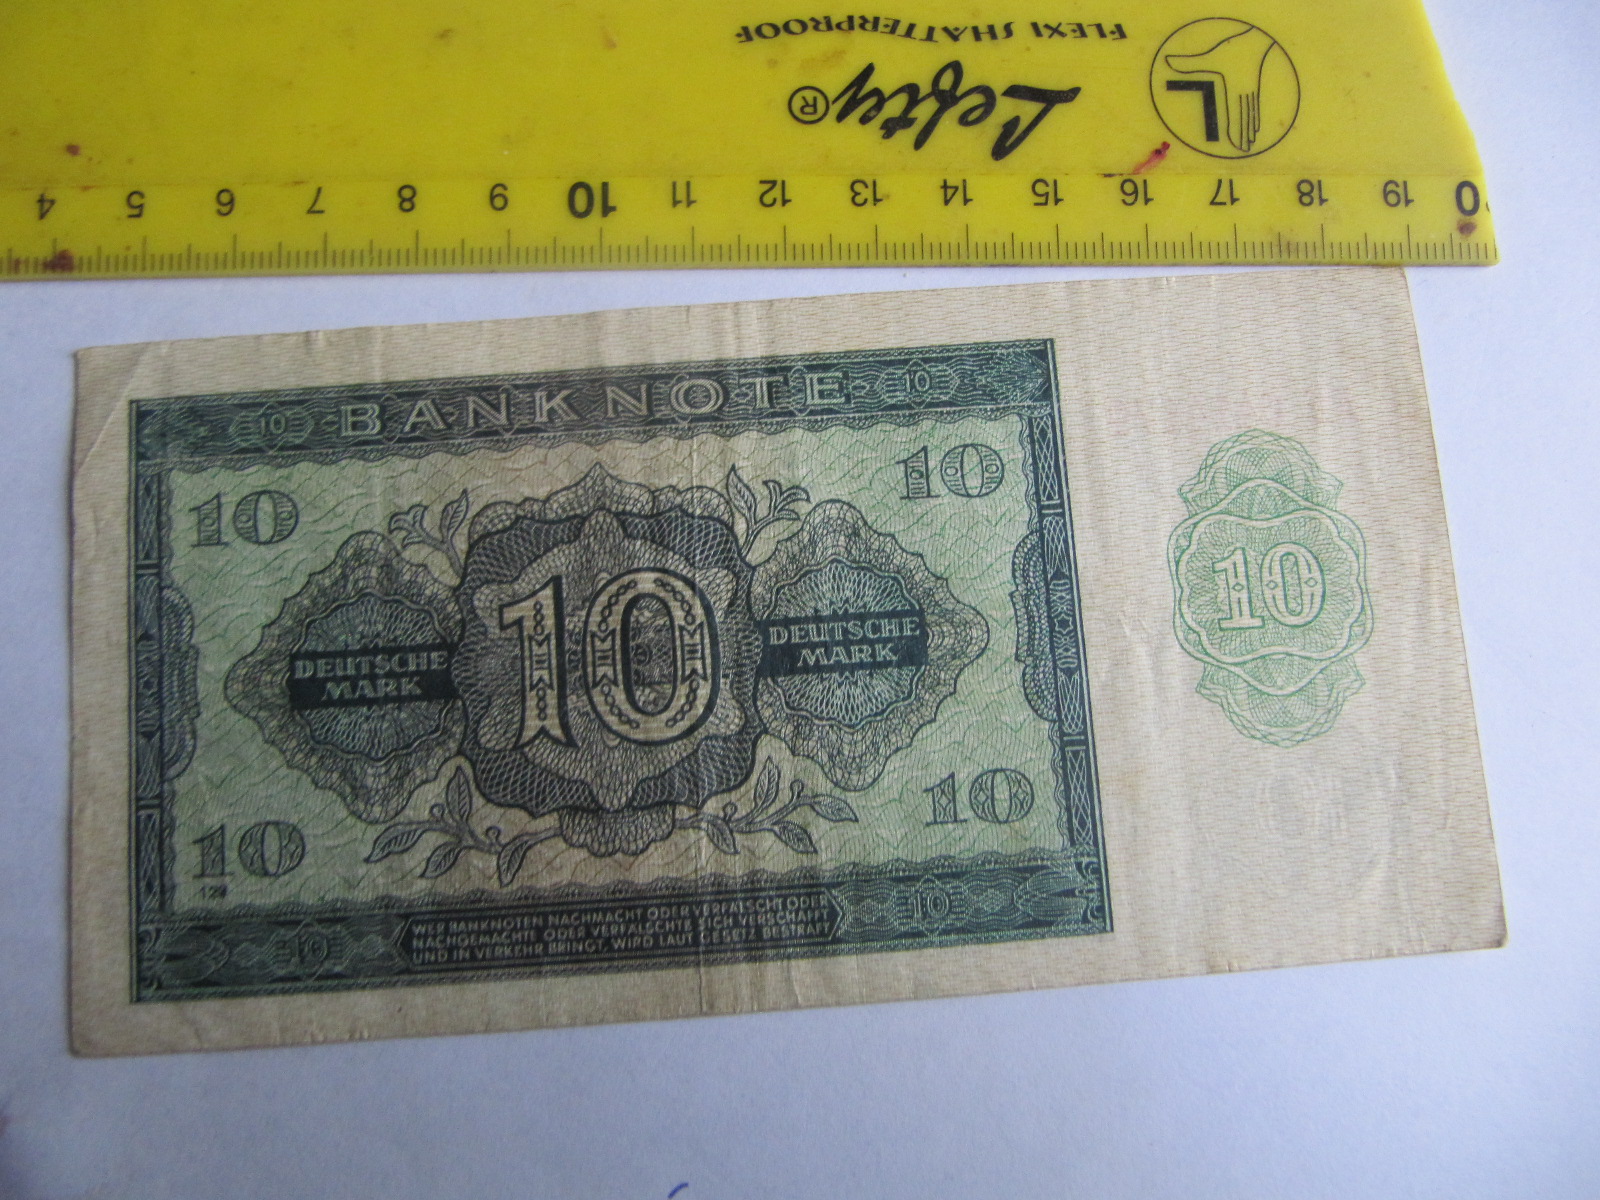 FLEXI SHATTERPROOF
Lefty®
L
4 5 6 7 8 9 10 11 12 13 14 15 16 17 18 19 0
10 BANKNOTE 10
10 10
10
10
DEUTSCHE
MARK
DEUTSCHE
MARK
10 10
WER BANKNOTEN NACHMACHT ODER VERFÄLSCHT ODER
NACHGEMACHTE ODER VERFÄLSCHTE SICH VERSCHAFFT
UND IN VERKEHR BRINGT, WIRD LAUT GESETZ BESTRAFT
10 10